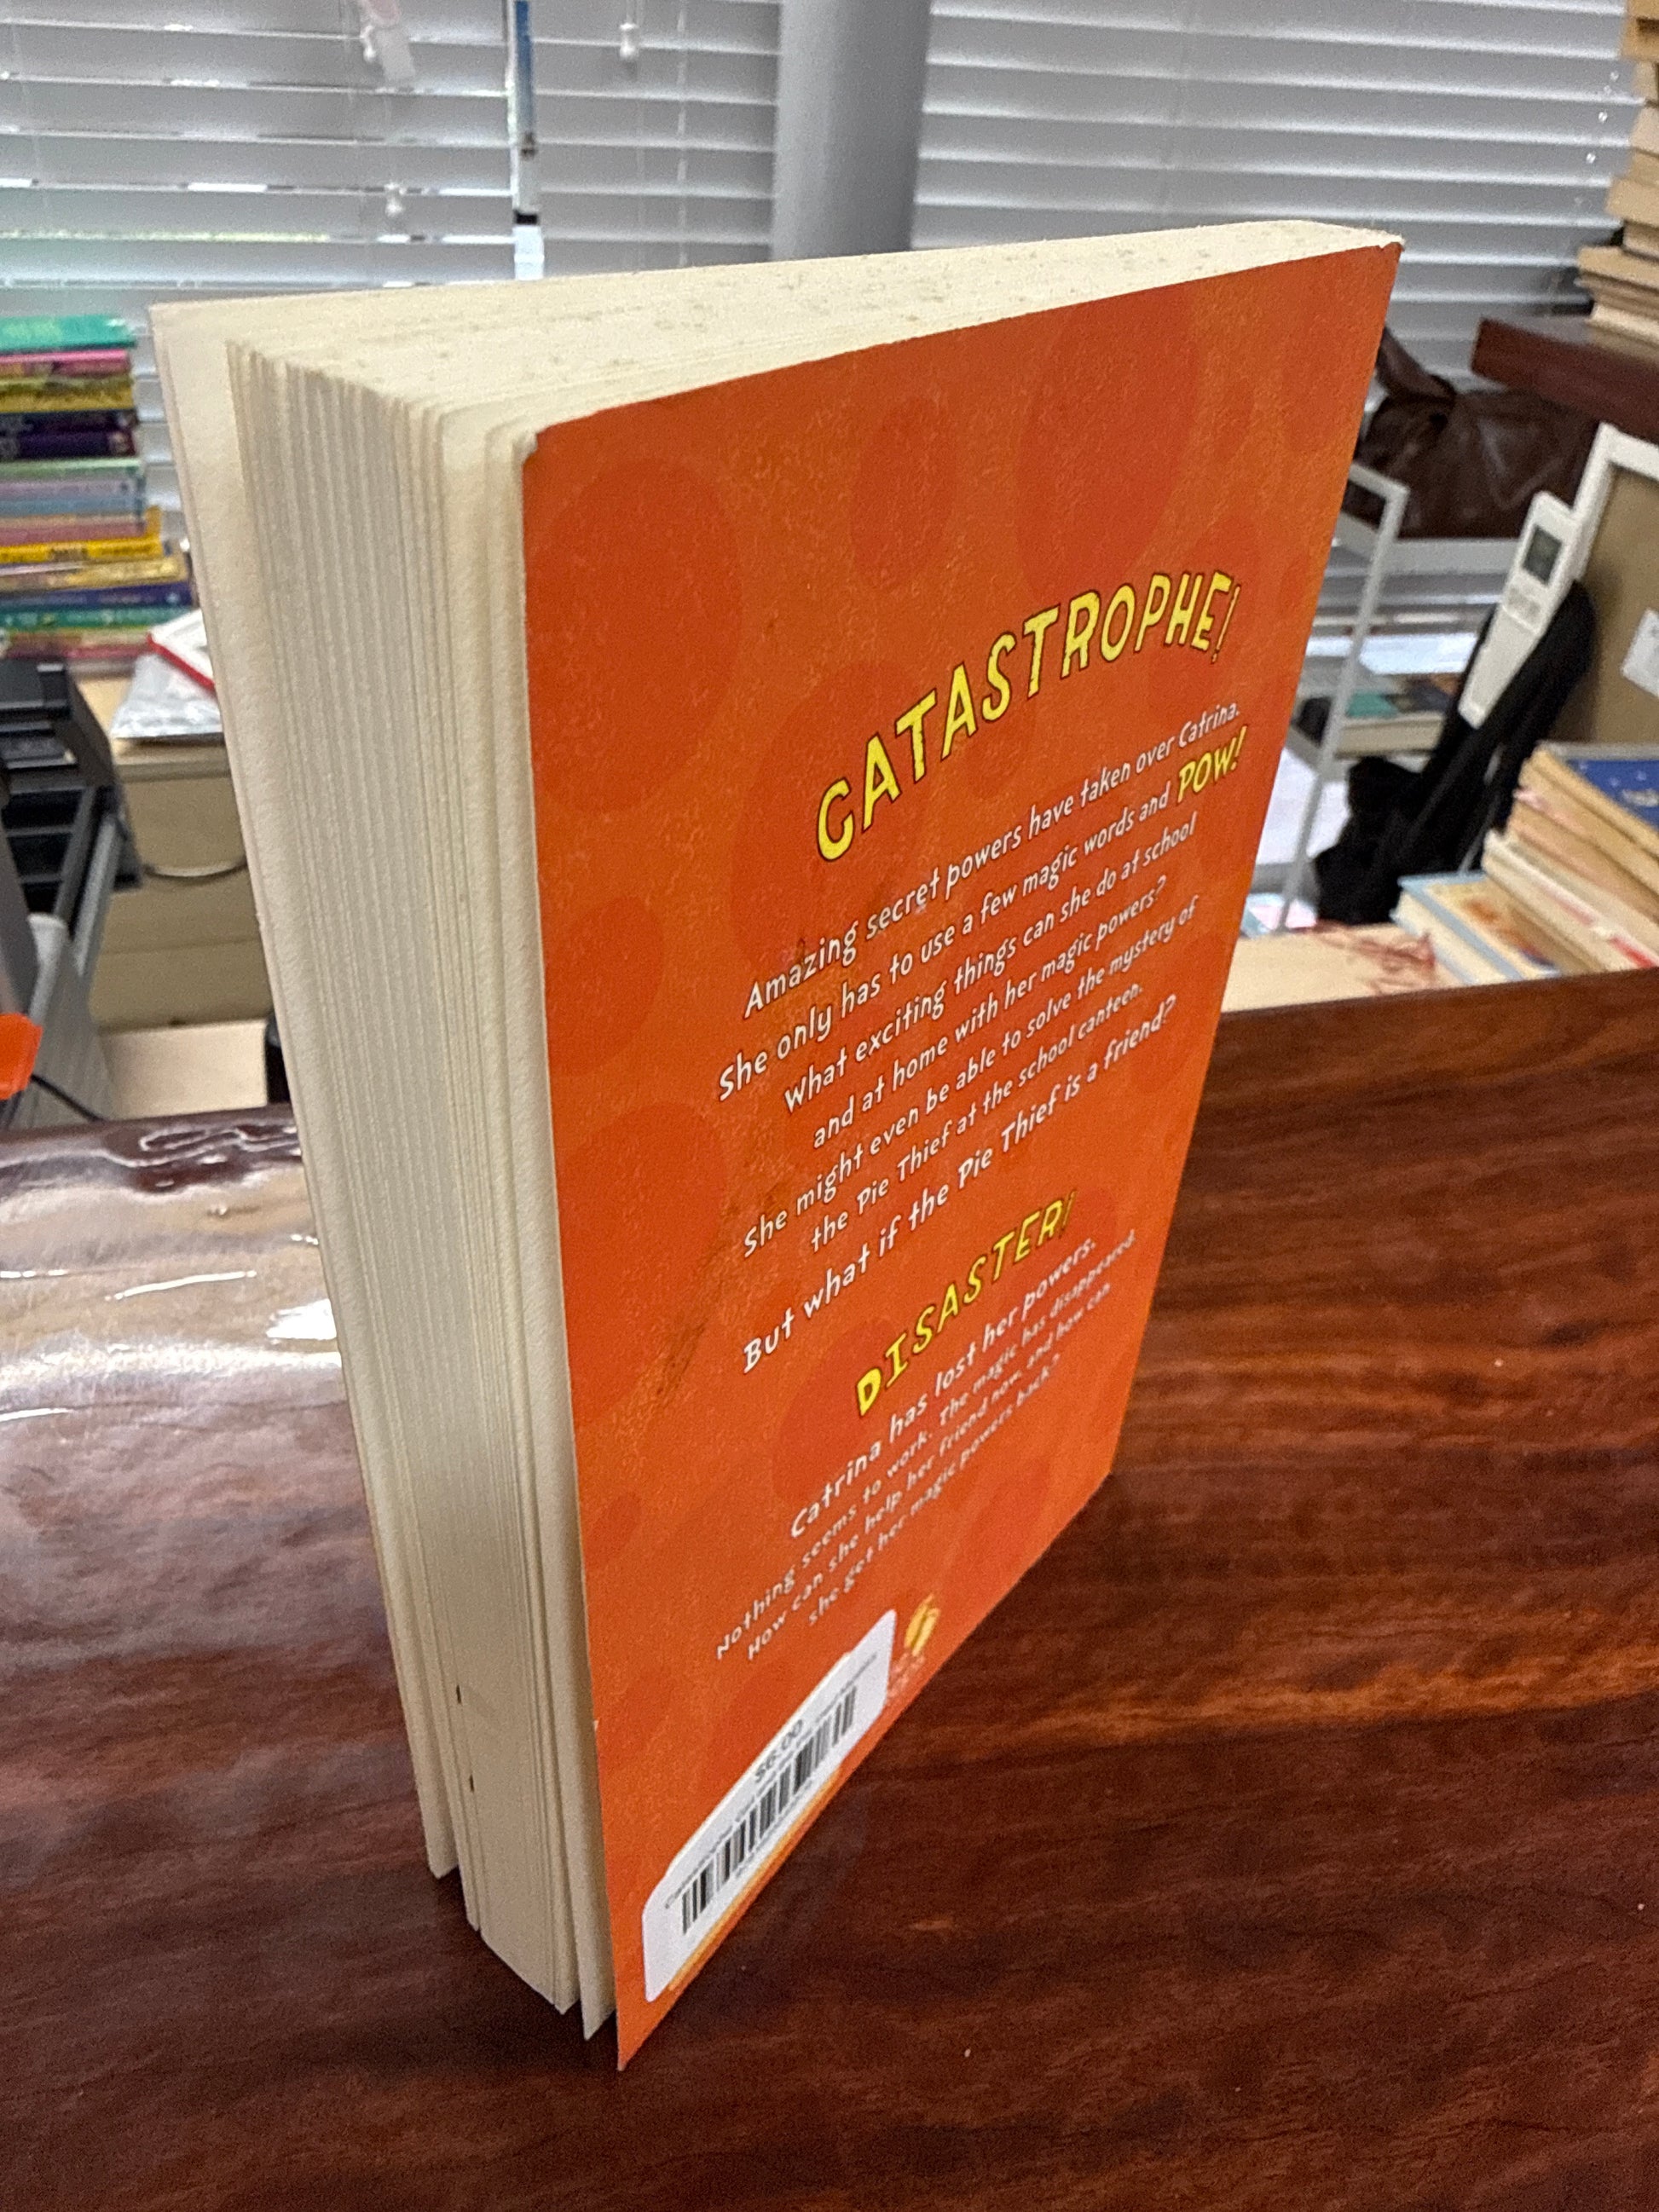 CATASTROPHE!
Amazing secret powers have taken over Catrina.
She only has to use a few magic words and POW!
What exciting things can she do at school
and at home with her magic powers?
She might even be able to solve the mystery of
the Pie Thief at the school canteen.
But what if the Pie Thief is a friend?
DISASTER!
Catrina has lost her powers.
Nothing seems to work. The magic has disappeared.
How can she help her friend now, and how can
she get her magic powers back?
$6.00